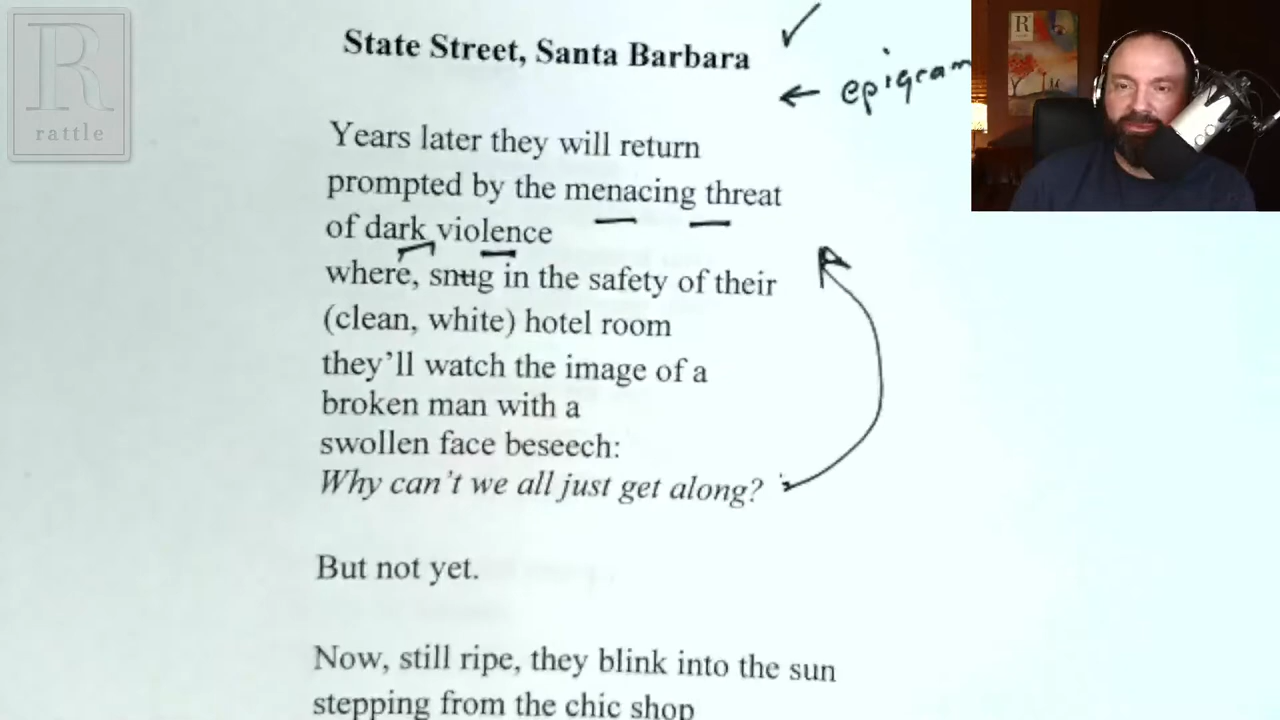 R
rattle
State Street, Santa Barbara
← epigram
Years later they will return
prompted by the menacing threat
of dark violence
where, snug in the safety of their
(clean, white) hotel room
they'll watch the image of a
broken man with a
swollen face beseech:
Why can't we all just get along?
But not yet.
Now, still ripe, they blink into the sun
stepping from the chic shop
R